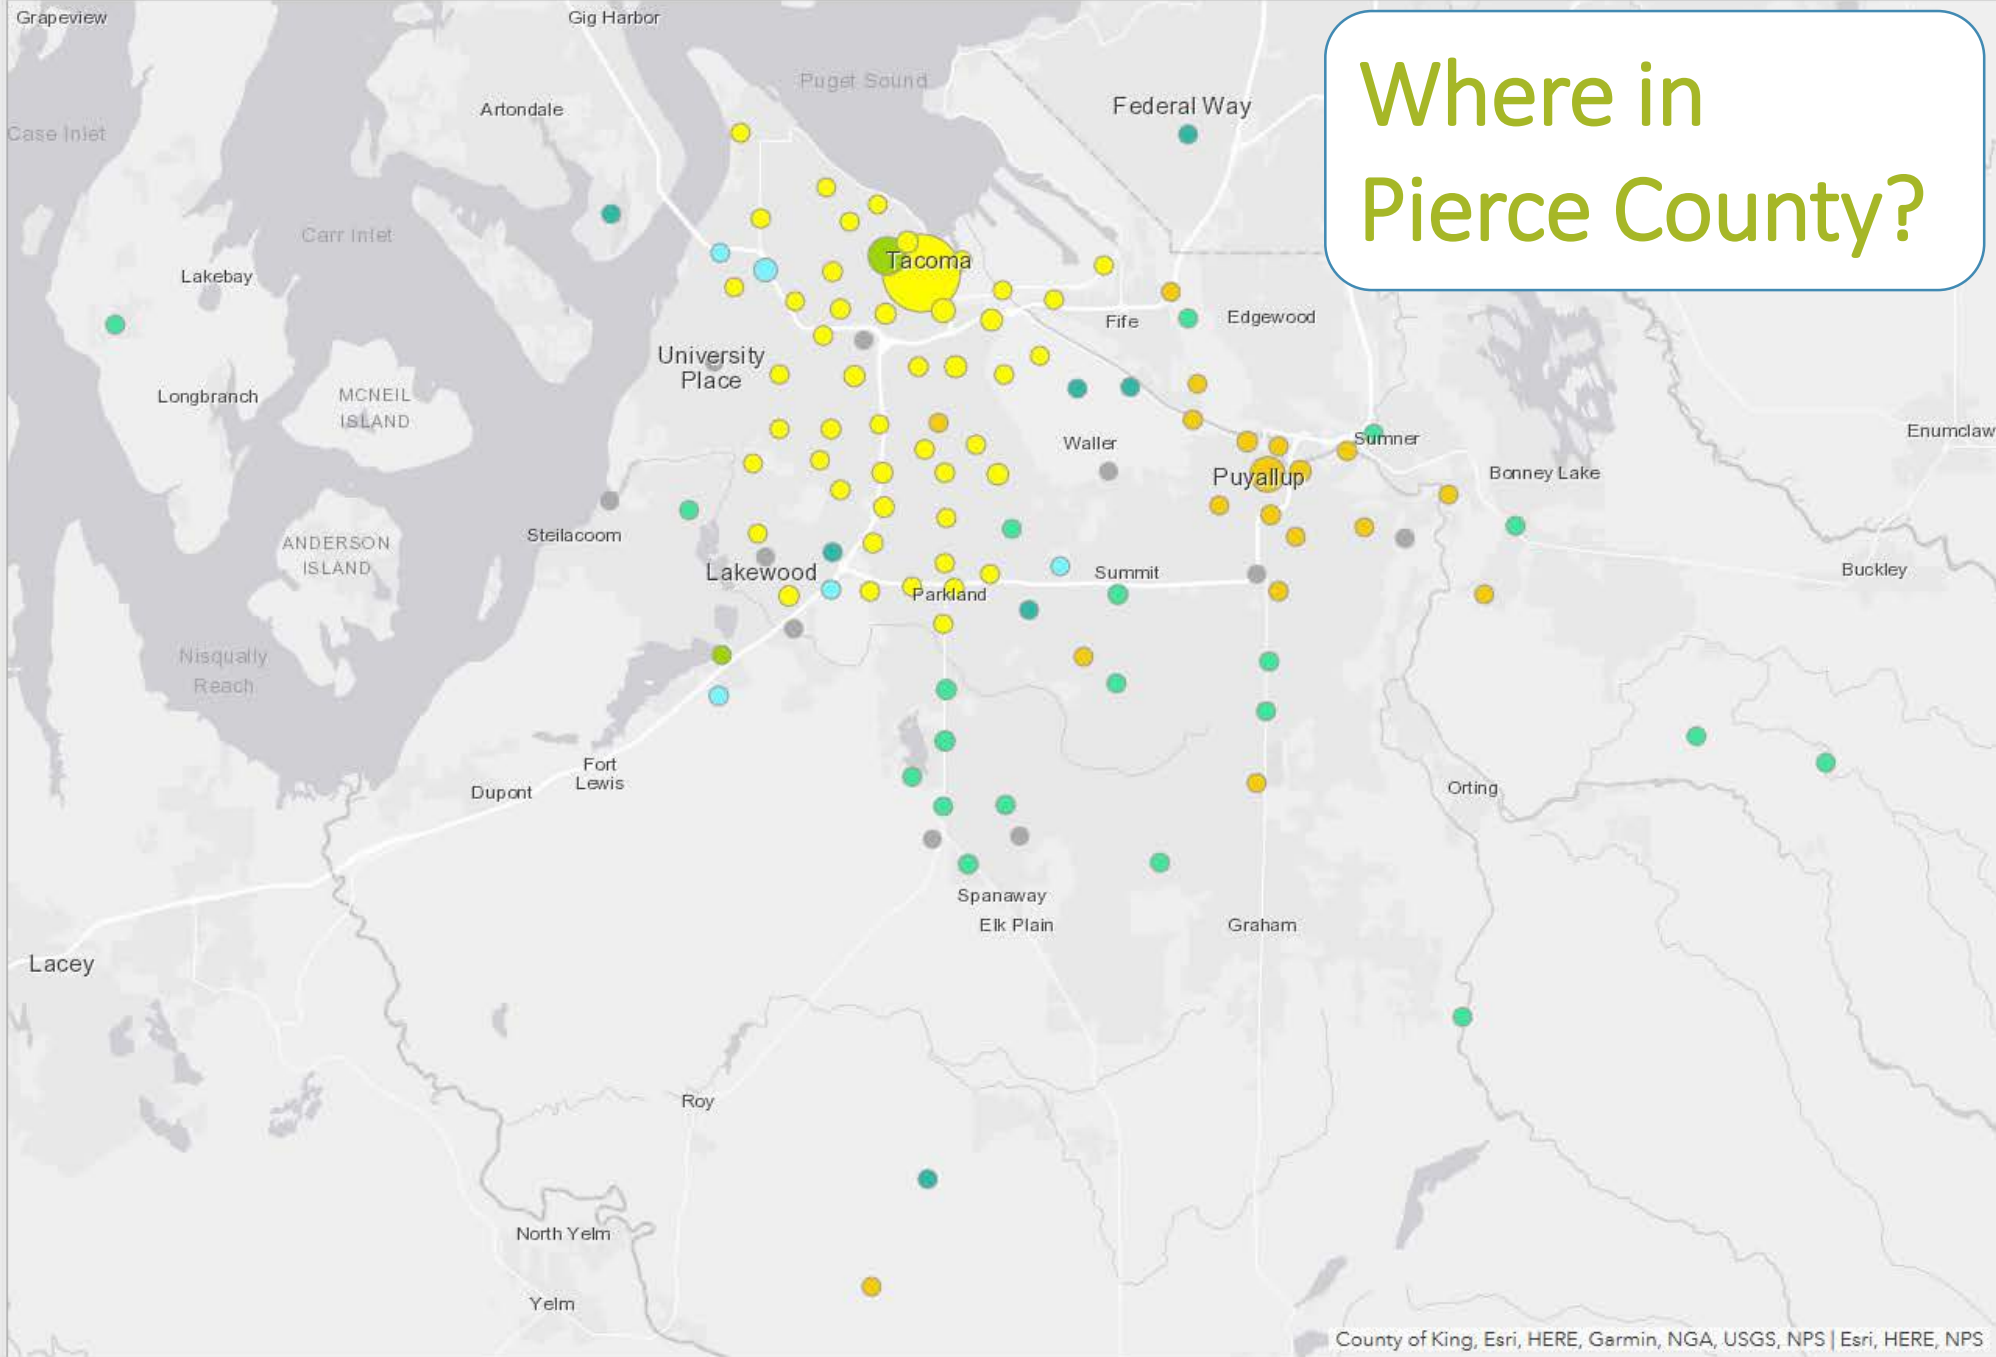 Where in
Pierce County?
Grapeview
Gig Harbor
Puget Sound
Artondale
Federal Way
Case Inlet
Carr Inlet
Tacoma
Lakebay
Fife
Edgewood
University
Place
Longbranch
MCNEIL
ISLAND
Waller
Sumner
Enumclaw
Puyallup
Bonney Lake
Steilacoom
ANDERSON
ISLAND
Lakewood
Summit
Buckley
Parkland
Nisqually
Reach
Fort
Lewis
Dupont
Orting
Spanaway
Elk Plain
Graham
Lacey
Roy
North Yelm
Yelm
County of King, Esri, HERE, Garmin, NGA, USGS, NPS | Esri, HERE, NPS